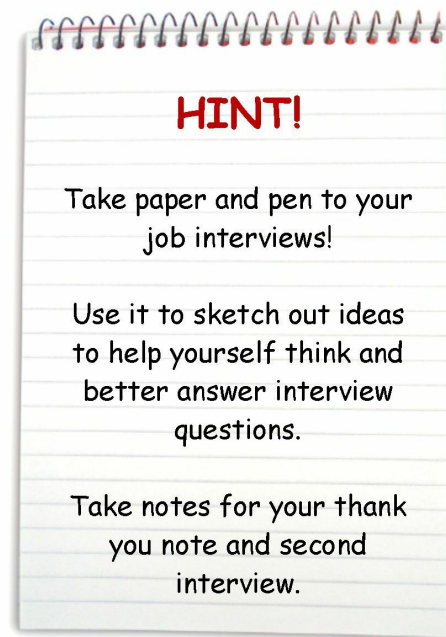 HINT!
Take paper and pen to your
job interviews!
Use it to sketch out ideas
to help yourself think and
better answer interview
questions.
Take notes for your thank
you note and second
interview.